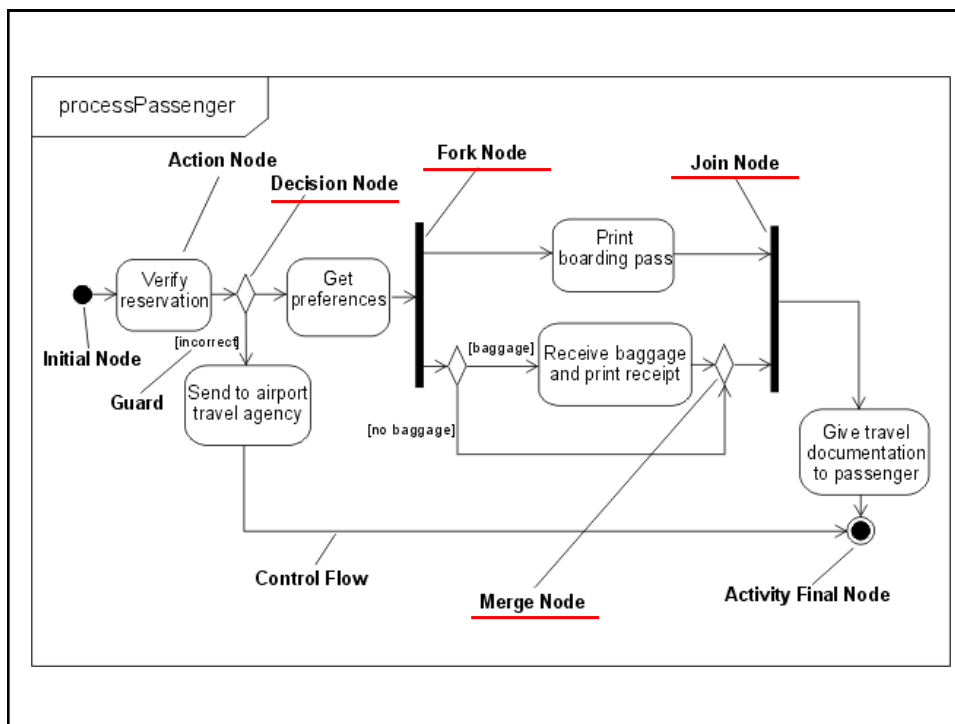 processPassenger
Action Node
Decision Node
Fork Node
Join Node
Verify
reservation
Get
preferences
Print
boarding pass
Initial Node
[incorrect]
Guard
Send to airport
travel agency
[baggage]
Receive baggage
and print receipt
[no baggage]
Give travel
documentation
to passenger
Control Flow
Merge Node
Activity Final Node